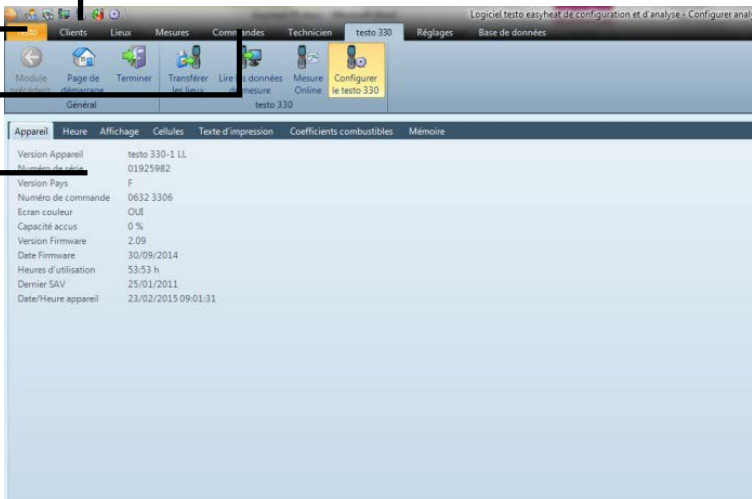 Logiciel testo easyheat de configuration et d'analyse - Configurer analy
Testo Clients Lieux Mesures Commandes Technicien testo 330 Réglages Base de données
Module précédent
Page de démarrage
Terminer
Transférer les lieux
Lire les données de mesure
Mesure Online
Configurer le testo 330
Général testo 330
Appareil Heure Affichage Cellules Texte d'impression Coefficients combustibles Mémoire
Version Appareil testo 330-1 LL
Numéro de série 01925982
Version Pays F
Numéro de commande 0632 3306
Ecran couleur OUI
Capacité accus 0 %
Version Firmware 2.09
Date Firmware 30/09/2014
Heures d'utilisation 53:53 h
Dernier SAV 25/01/2011
Date/Heure appareil 23/02/2015 09:01:31